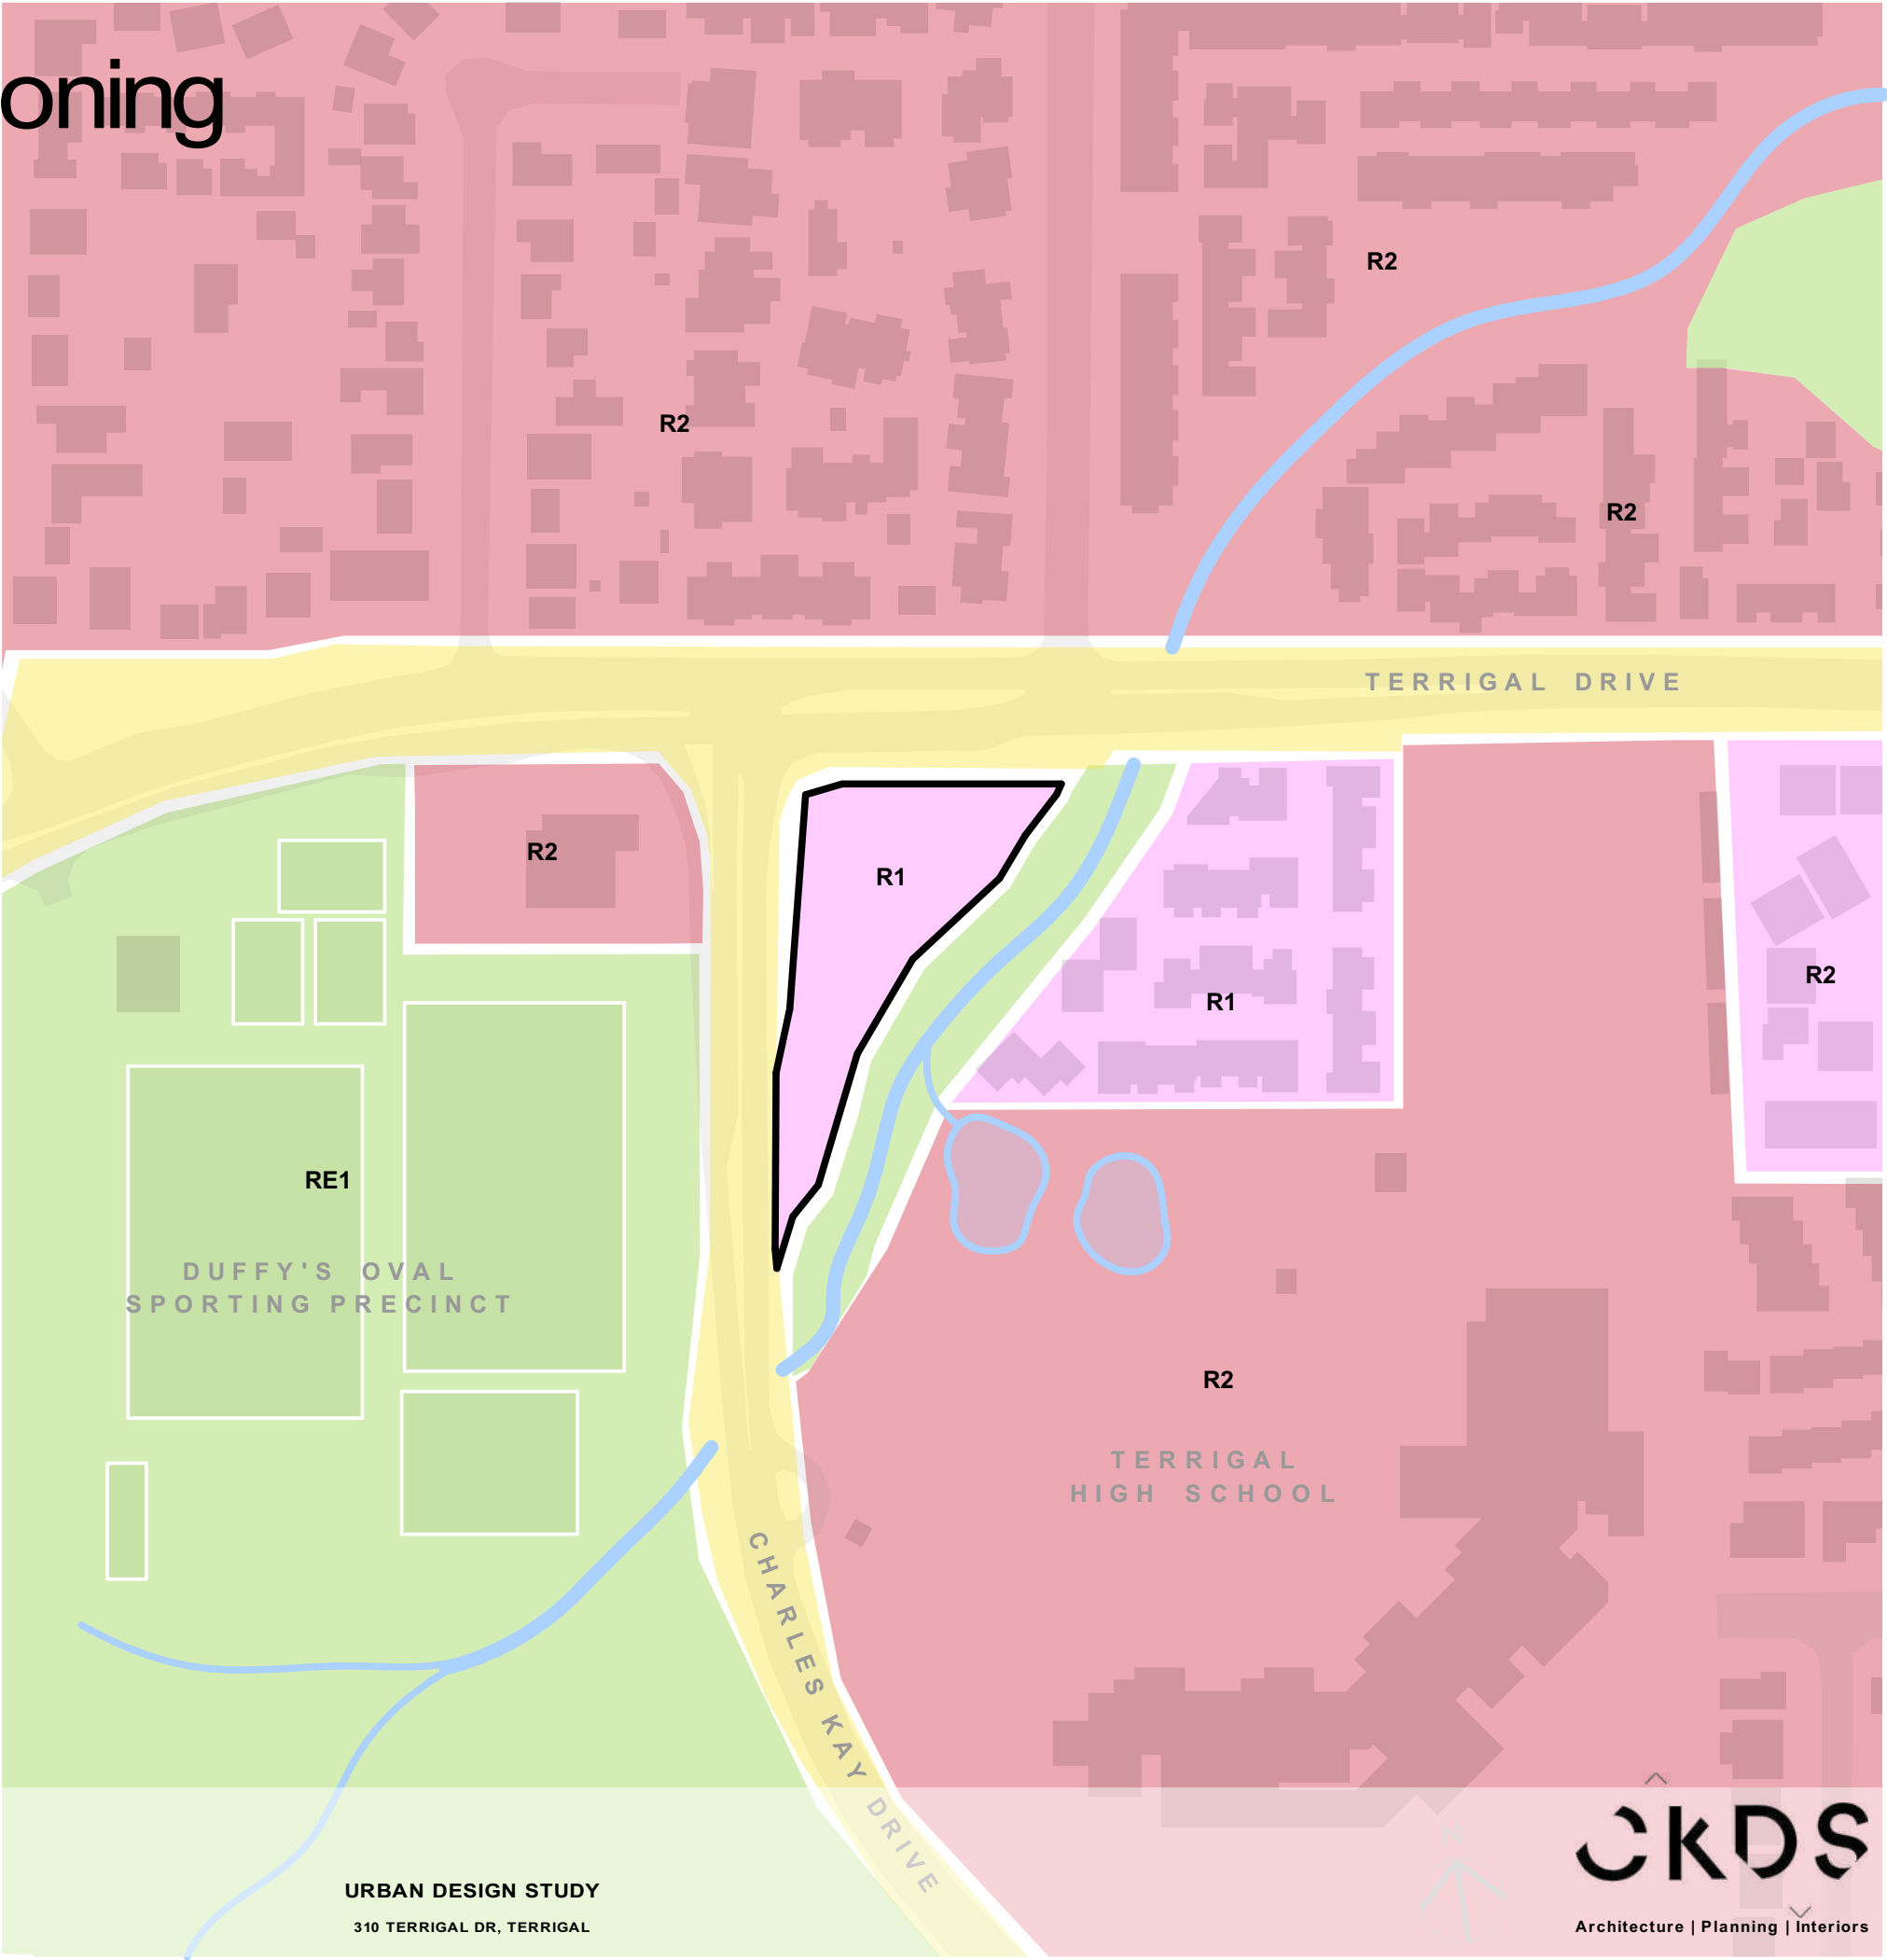 oning
R2
R2
R2
TERRIGAL DRIVE
R2
R1
R2
R1
RE1
DUFFY'S OVAL
SPORTING PRECINCT
R2
TERRIGAL
HIGH SCHOOL
CHARLES KAY DRIVE
CKDS
URBAN DESIGN STUDY
310 TERRIGAL DR, TERRIGAL
Architecture | Planning | Interiors